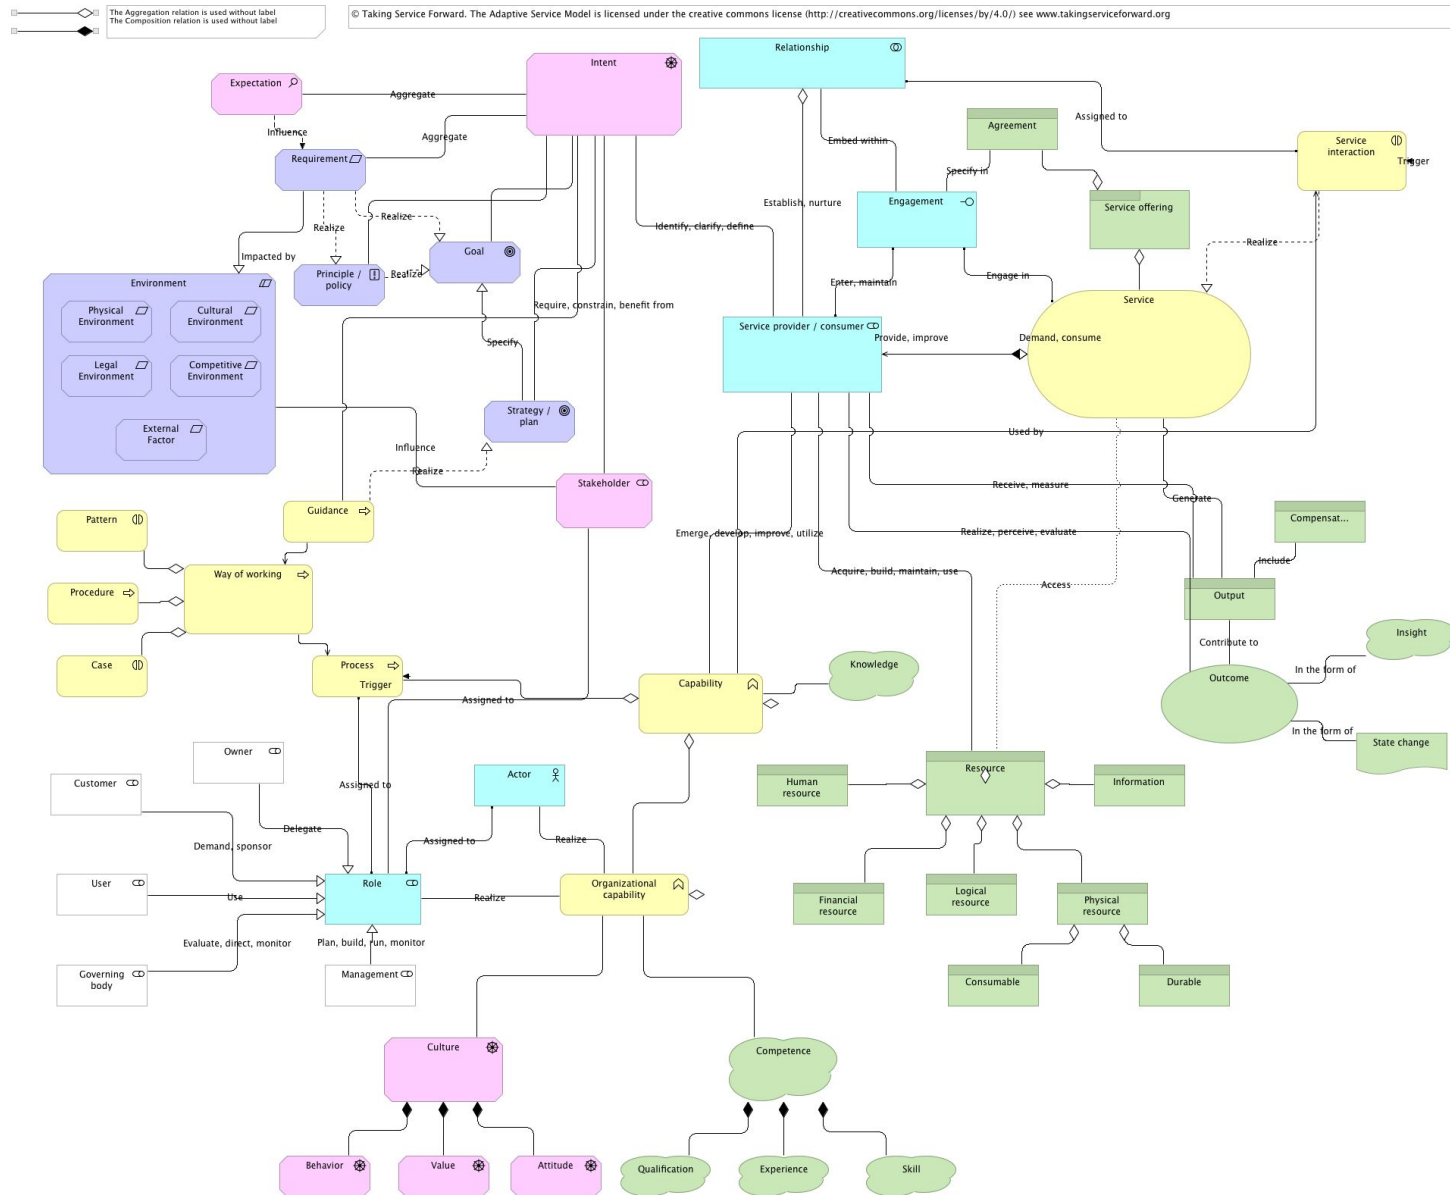 The Aggregation relation is used without label
The Composition relation is used without label
© Taking Service Forward. The Adaptive Service Model is licensed under the creative commons license (http://creativecommons.org/licenses/by/4.0/) see www.takingserviceforward.org
Relationship
Intent
Expectation
Aggregate
Influence
Aggregate
Requirement
Assigned to
Agreement
Service
interaction
Trigger
Embed within
Specify in
Engagement
Service offering
Establish, nurture
Realize
Realize
Identify, clarify, define
Realize
Goal
Impacted by
Principle /
policy
Realize
Environment
Physical
Environment
Cultural
Environment
Legal
Environment
Competitive
Environment
External
Factor
Enter, maintain
Engage in
Service
Require, constrain, benefit from
Service provider / consumer
Provide, improve
Demand, consume
Specify
Strategy /
plan
Used by
Influence
Realize
Stakeholder
Receive, measure
Generate
Guidance
Pattern
Compensat...
Emerge, develop, improve, utilize
Realize, perceive, evaluate
Include
Way of working
Acquire, build, maintain, use
Access
Procedure
Output
Case
Process
Trigger
Contribute to
Insight
Knowledge
In the form of
Capability
Outcome
Assigned to
In the form of
State change
Owner
Customer
Actor
Resource
Human
resource
Information
Assigned to
Delegate
Demand, sponsor
Assigned to
Realize
User
Use
Role
Realize
Organizational
capability
Financial
resource
Logical
resource
Physical
resource
Evaluate, direct, monitor
Plan, build, run, monitor
Governing
body
Management
Consumable
Durable
Culture
Competence
Behavior
Value
Attitude
Qualification
Experience
Skill